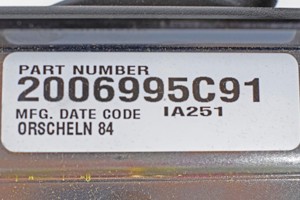 PART NUMBER
2006995C91
MFG. DATE CODE IA251
ORSCHELN 84